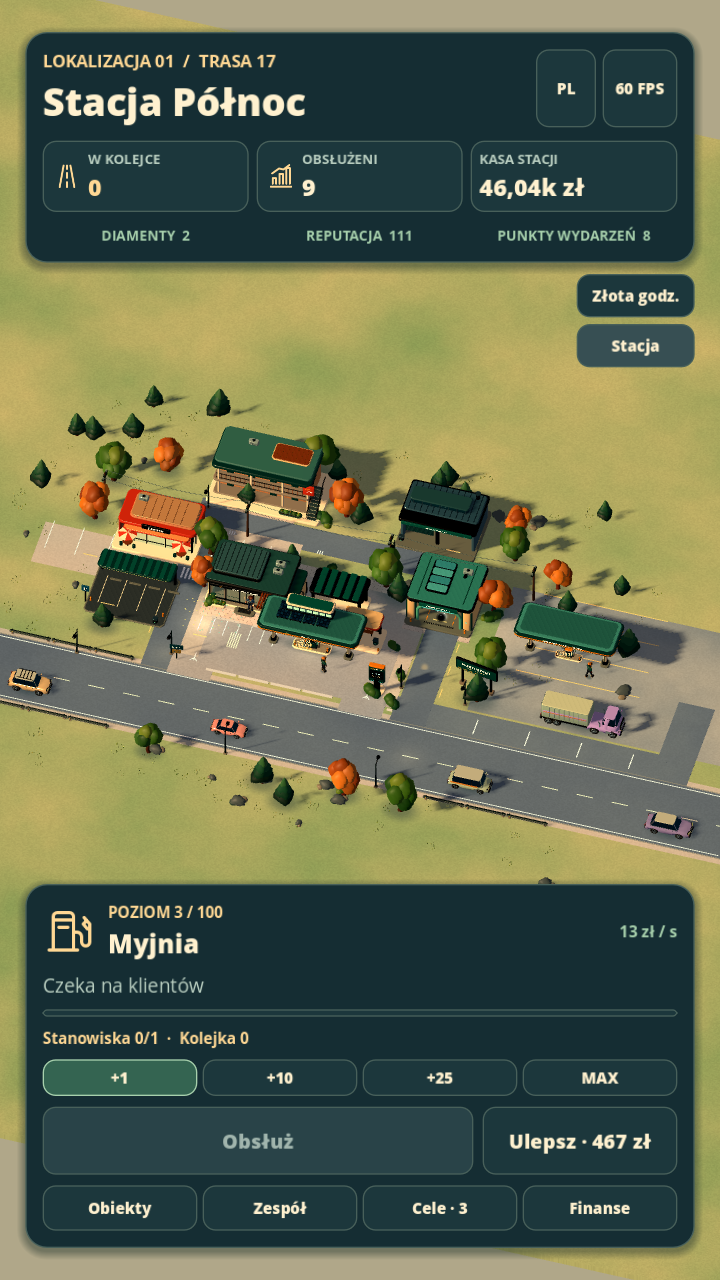 LOKALIZACJA 01 / TRASA 17
Stacja Północ
PL
60 FPS
W KOLEJCE
0
OBSŁUŻENI
9
KASA STACJI
46,04k zł
DIAMENTY 2
REPUTACJA 111
PUNKTY WYDARZEŃ 8
Złota godz.
Stacja
POZIOM 3 / 100
Myjnia
13 zł / s
Czeka na klientów
Stanowiska 0/1 · Kolejka 0
+1
+10
+25
MAX
Obsłuż
Ulepsz · 467 zł
Obiekty
Zespół
Cele · 3
Finanse